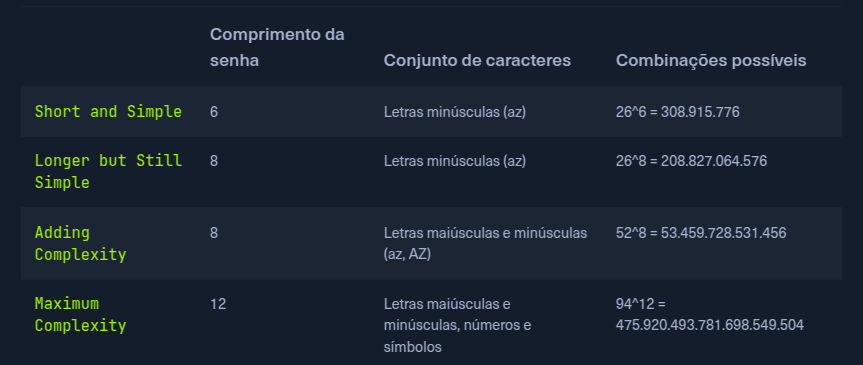 Comprimento da
senha
Conjunto de caracteres
Combinações possíveis
Short and Simple
6
Letras minúsculas (az)
26^6 = 308.915.776
Longer but Still
Simple
8
Letras minúsculas (az)
26^8 = 208.827.064.576
Adding
Complexity
8
Letras maiúsculas e minúsculas
(az, AZ)
52^8 = 53.459.728.531.456
Maximum
Complexity
12
Letras maiúsculas e
minúsculas, números e
símbolos
94^12 =
475.920.493.781.698.549.504